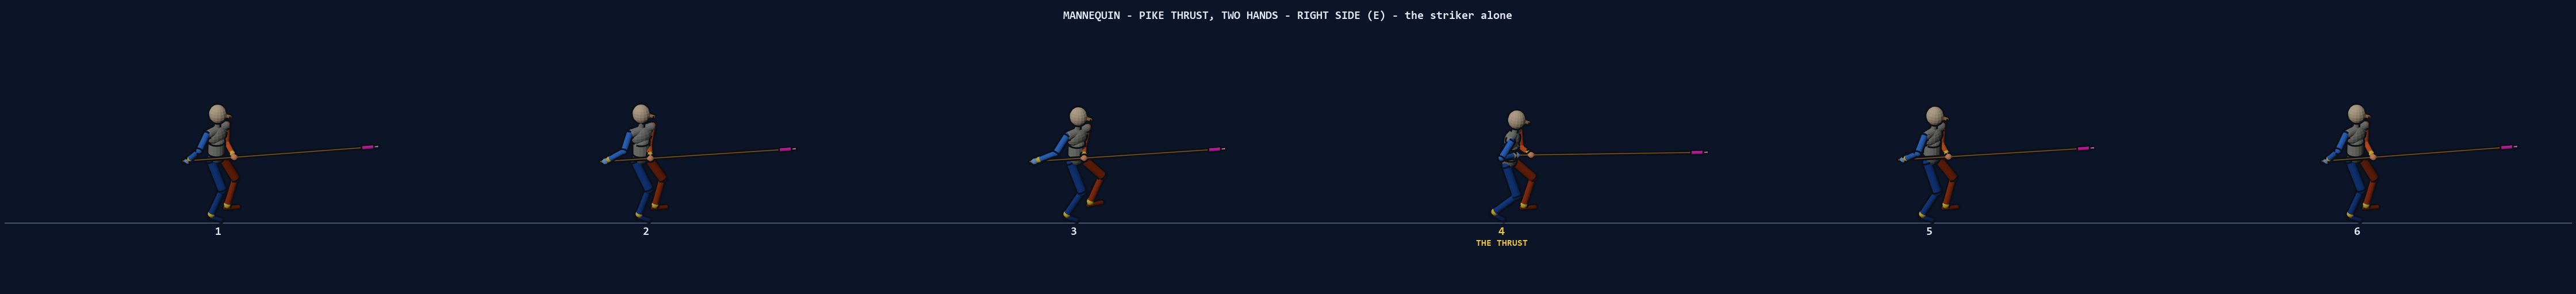 MANNEQUIN - PIKE THRUST, TWO HANDS - RIGHT SIDE (E) - the striker alone
1 2 3 4 5 6
THE THRUST